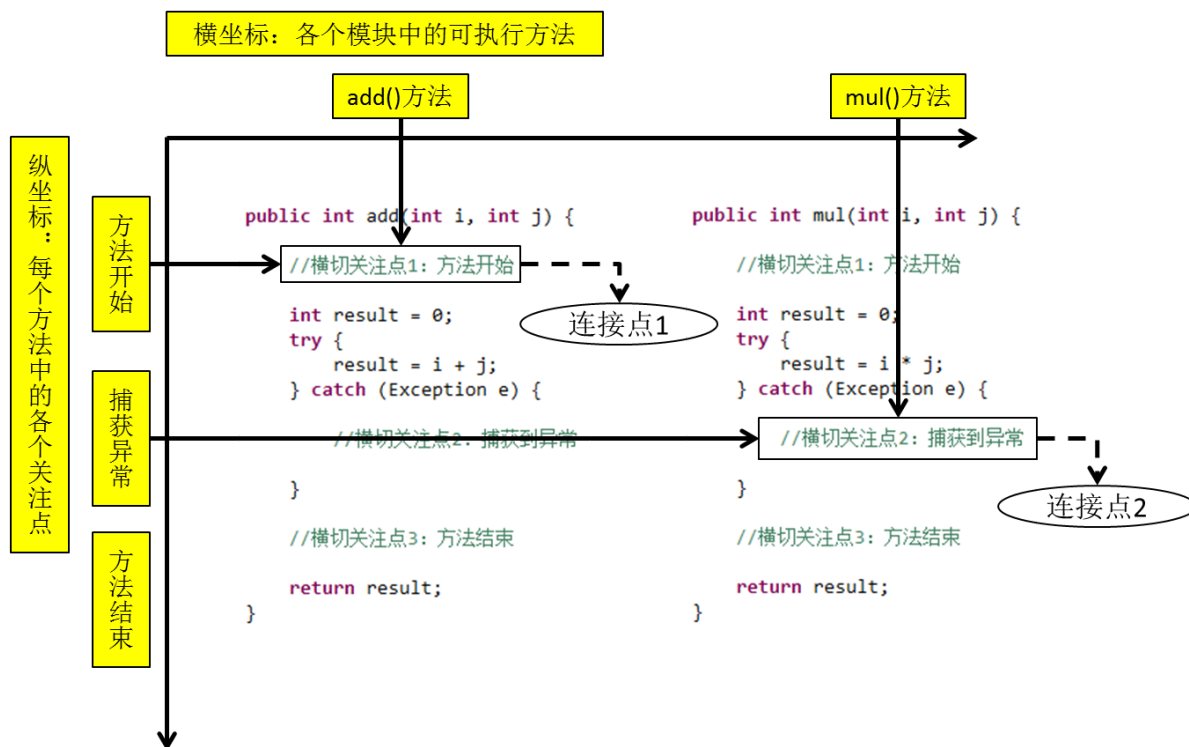 横坐标：各个模块中的可执行方法
add()方法
mul()方法
纵坐标：每个方法中的各个关注点
方法开始
捕获异常
方法结束
public int add(int i, int j) {
//横切关注点1：方法开始
连接点1
int result = 0;
try {
result = i + j;
} catch (Exception e) {
//横切关注点2：捕获到异常
}
//横切关注点3：方法结束
return result;
}
public int mul(int i, int j) {
//横切关注点1：方法开始
int result = 0;
try {
result = i * j;
} catch (Exception e) {
//横切关注点2：捕获到异常
连接点2
}
//横切关注点3：方法结束
return result;
}